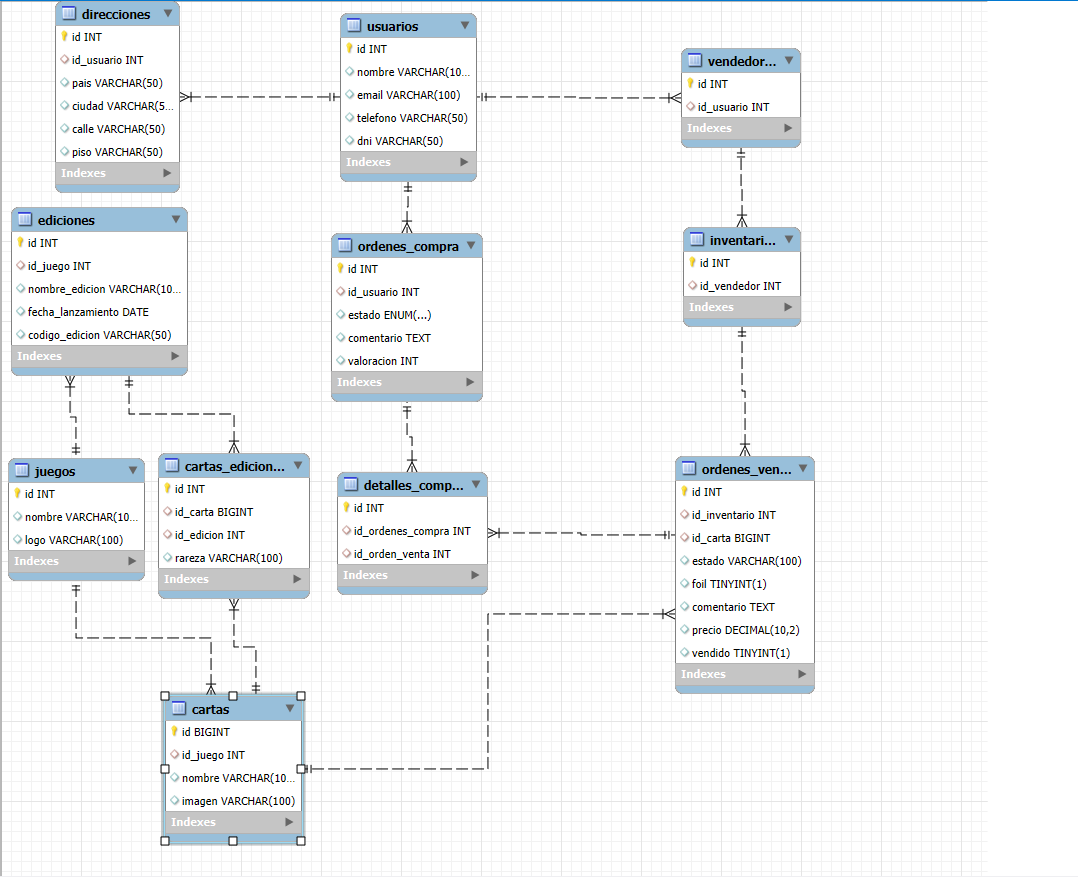 direcciones
id INT
id_usuario INT
pais VARCHAR(50)
ciudad VARCHAR(5...
calle VARCHAR(50)
piso VARCHAR(50)
Indexes
usuarios
id INT
nombre VARCHAR(10...
email VARCHAR(100)
telefono VARCHAR(50)
dni VARCHAR(50)
Indexes
vendedor...
id INT
id_usuario INT
Indexes
ediciones
id INT
id_juego INT
nombre_edicion VARCHAR(10...
fecha_lanzamiento DATE
codigo_edicion VARCHAR(50)
Indexes
ordenes_compra
id INT
id_usuario INT
estado ENUM(...)
comentario TEXT
valoracion INT
Indexes
inventari...
id INT
id_vendedor INT
Indexes
juegos
id INT
nombre VARCHAR(10...
logo VARCHAR(100)
Indexes
cartas_edicion...
id INT
id_carta BIGINT
id_edicion INT
rareza VARCHAR(100)
Indexes
detalles_comp...
id INT
id_ordenes_compra INT
id_orden_venta INT
Indexes
ordenes_ven...
id INT
id_inventario INT
id_carta BIGINT
estado VARCHAR(100)
foil TINYINT(1)
comentario TEXT
precio DECIMAL(10,2)
vendido TINYINT(1)
Indexes
cartas
id BIGINT
id_juego INT
nombre VARCHAR(10...
imagen VARCHAR(100)
Indexes